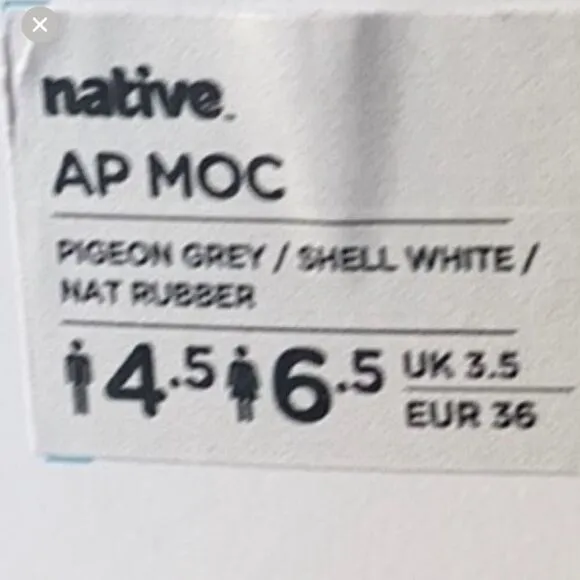 native.
AP MOC
PIGEON GREY / SHELL WHITE /
NAT RUBBER
4.5 6.5 UK 3.5
EUR 36